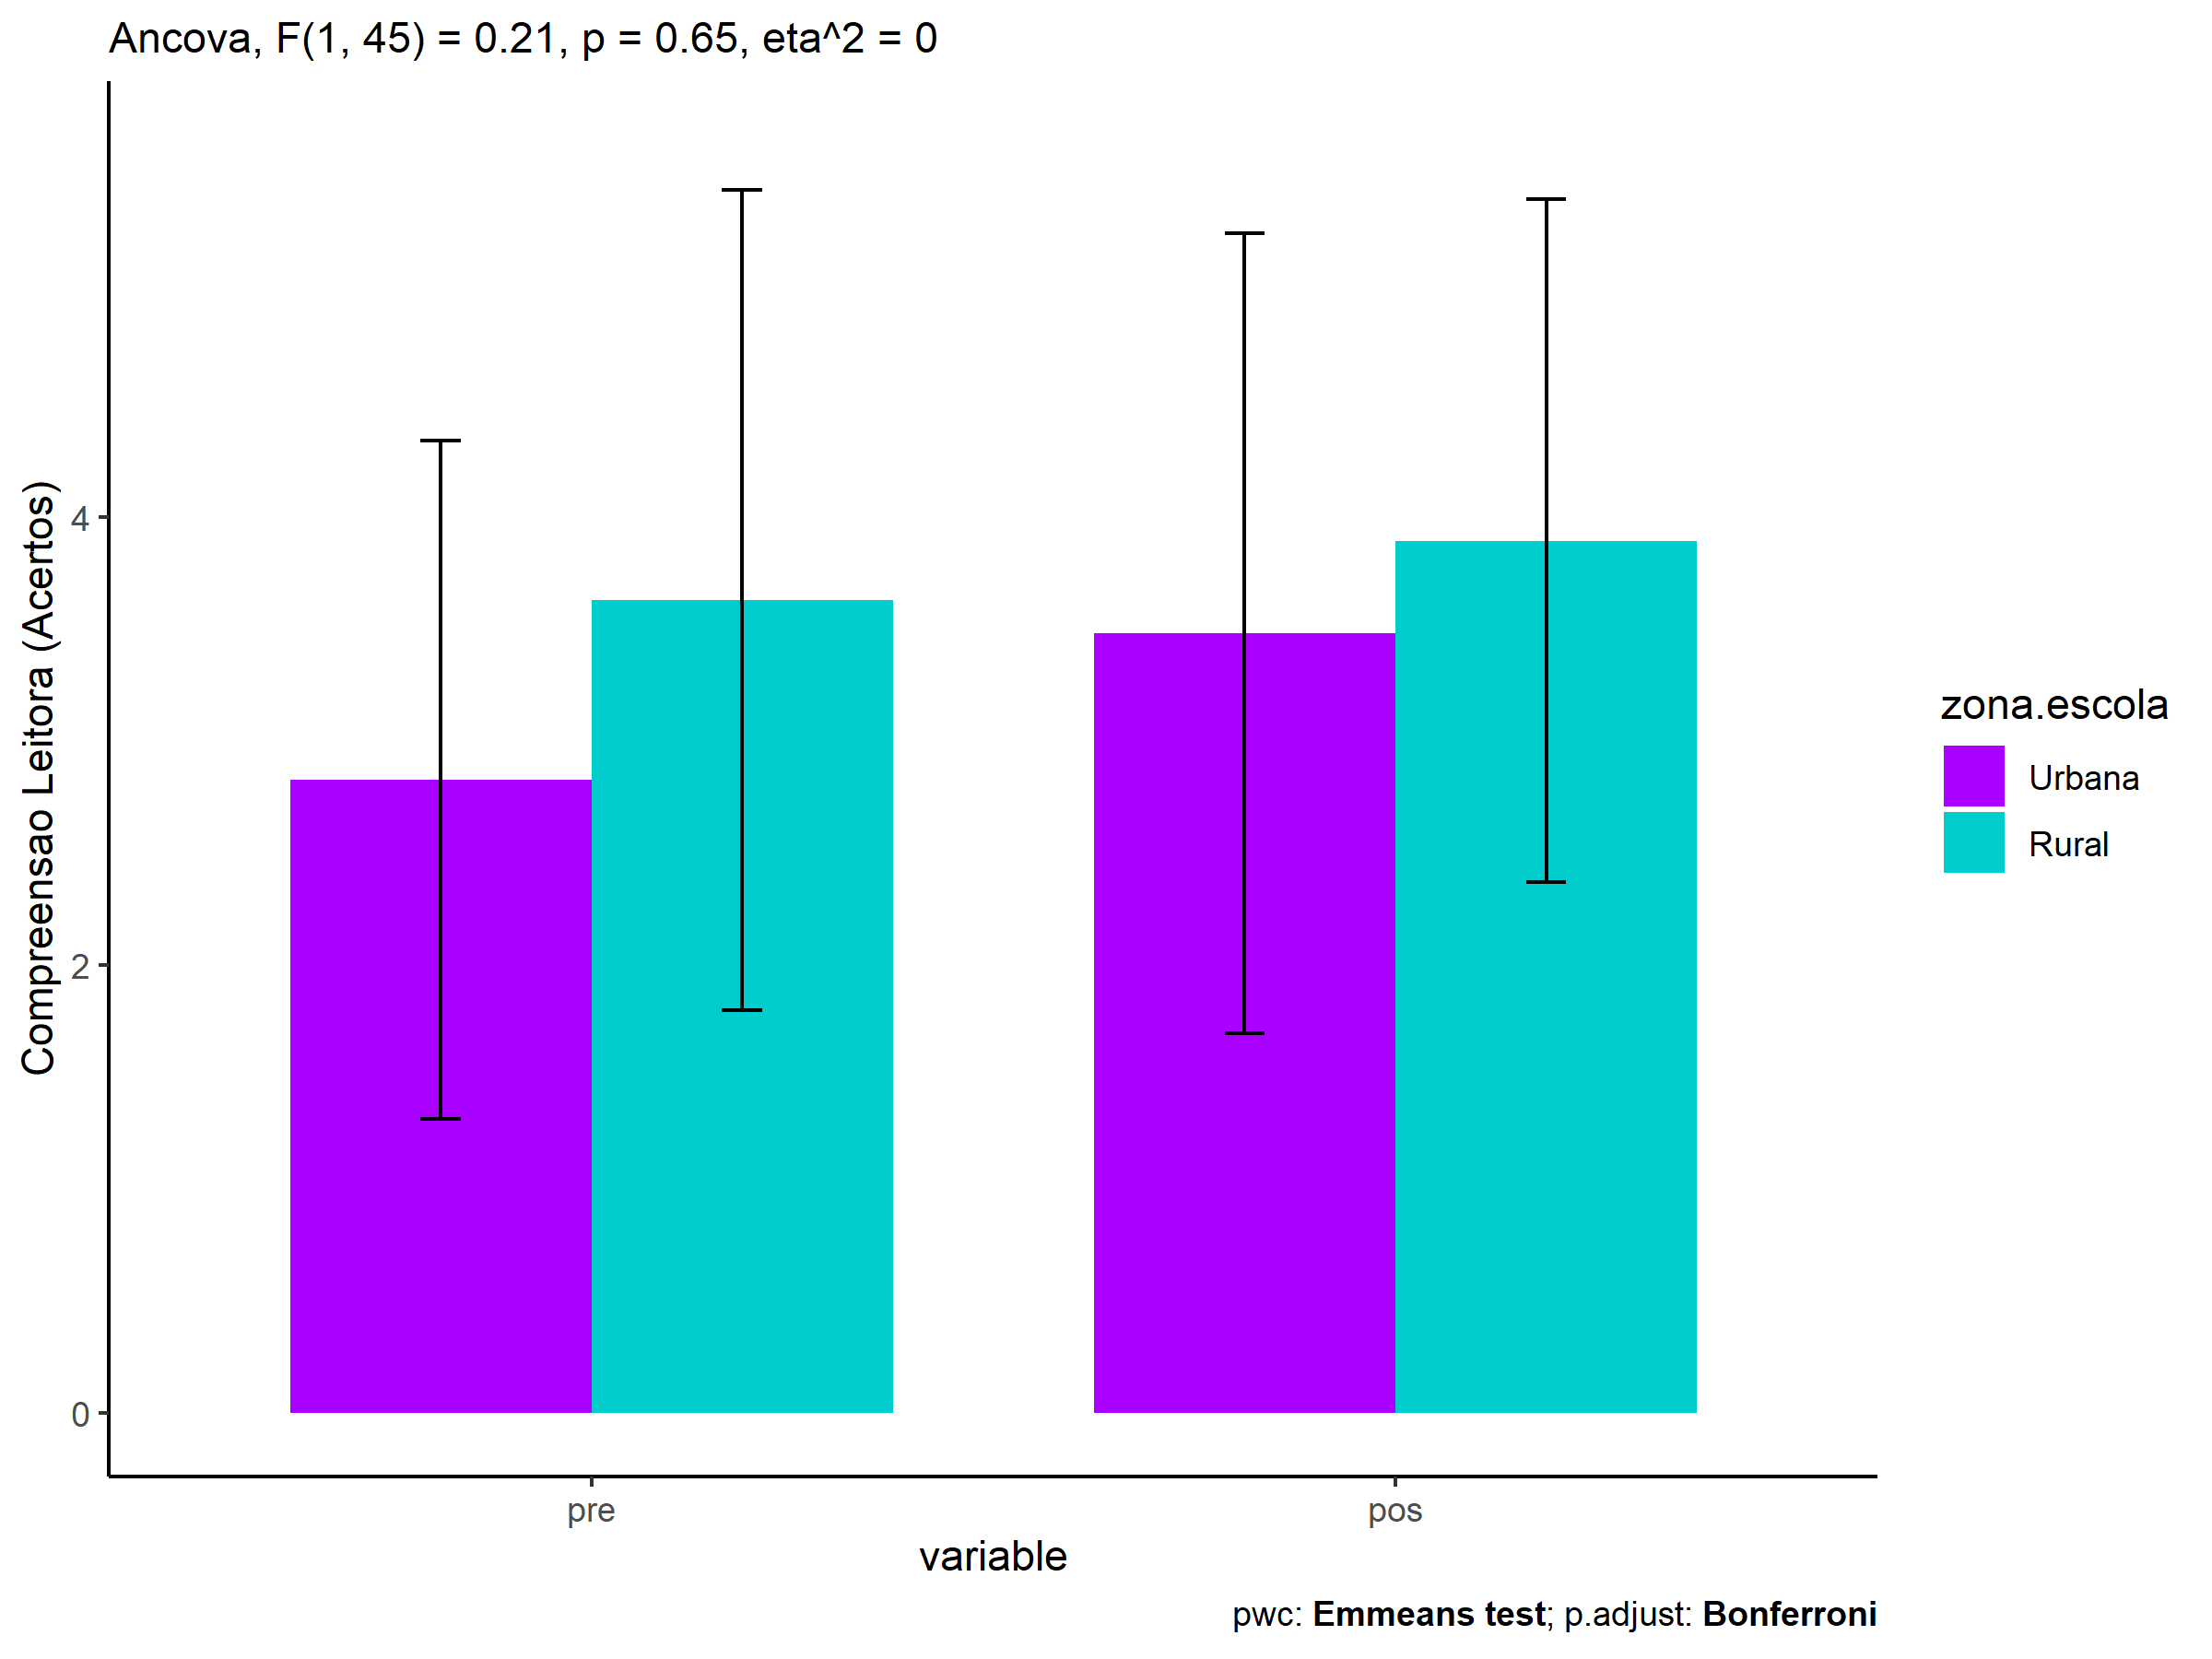 Ancova, F(1, 45) = 0.21, p = 0.65, eta^2 = 0
Compreensao Leitora (Acertos)
4
2
0
pre
pos
variable
zona.escola
Urbana
Rural
pwc: Emmeans test; p.adjust: Bonferroni